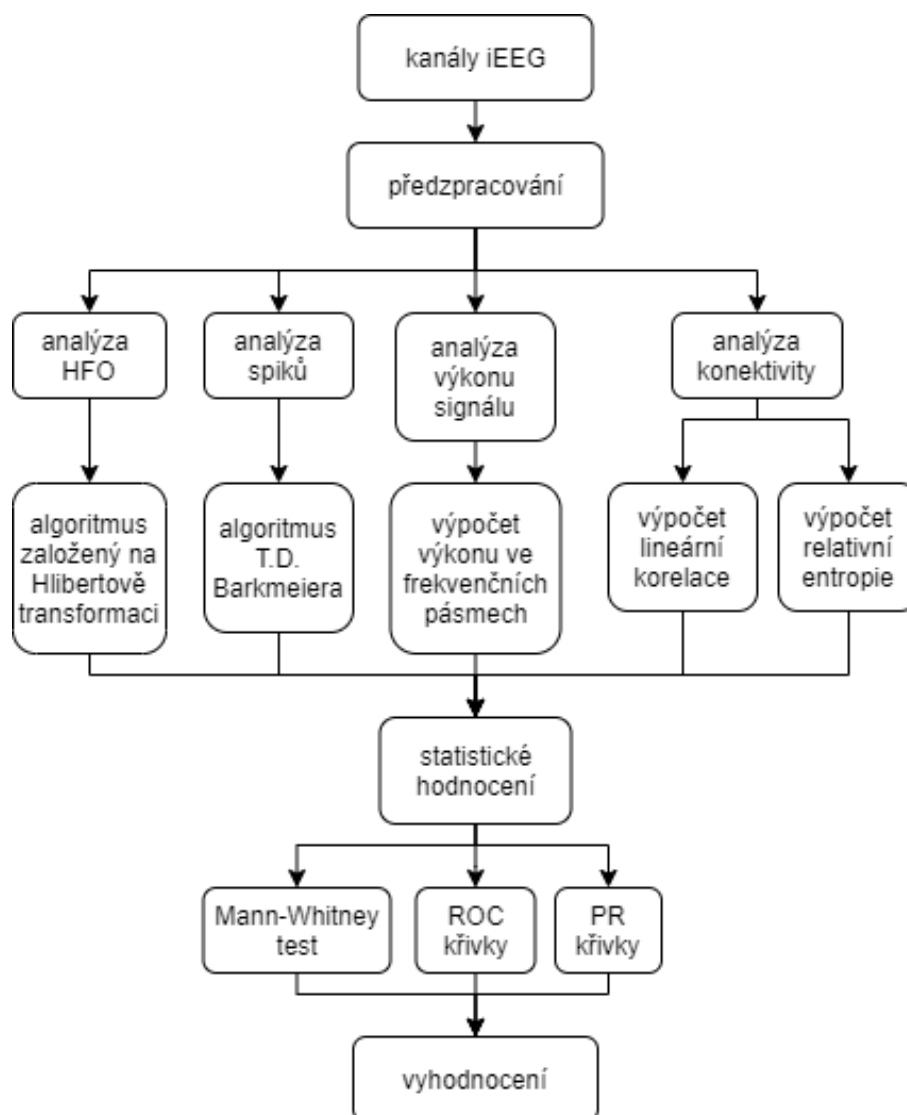 kanály iEEG
předzpracování
analýza
HFO
analýza
spiků
analýza
výkonu
signálu
analýza
konektivity
algoritmus
založený na
Hlibertově
transformaci
algoritmus
T.D.
Barkmeiera
výpočet
výkonu ve
frekvenčních
pásmech
výpočet
lineární
korelace
výpočet
relativní
entropie
statistické
hodnocení
Mann-Whitney
test
ROC
křivky
PR
křivky
vyhodnocení